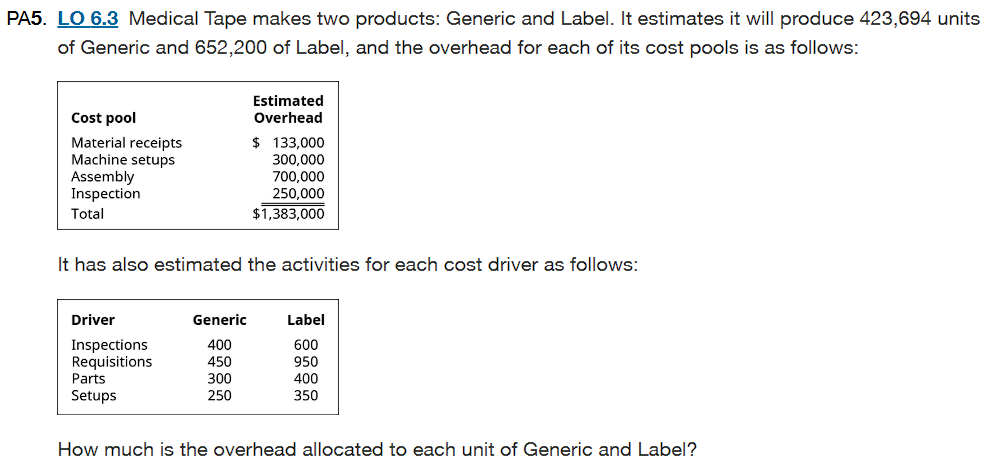 PA5. LO 6.3 Medical Tape makes two products: Generic and Label. It estimates it will produce 423,694 units
of Generic and 652,200 of Label, and the overhead for each of its cost pools is as follows:
Estimated
Cost pool Overhead
Material receipts $ 133,000
Machine setups 300,000
Assembly 700,000
Inspection 250,000
Total $1,383,000
It has also estimated the activities for each cost driver as follows:
Driver Generic Label
Inspections 400 600
Requisitions 450 950
Parts 300 400
Setups 250 350
How much is the overhead allocated to each unit of Generic and Label?